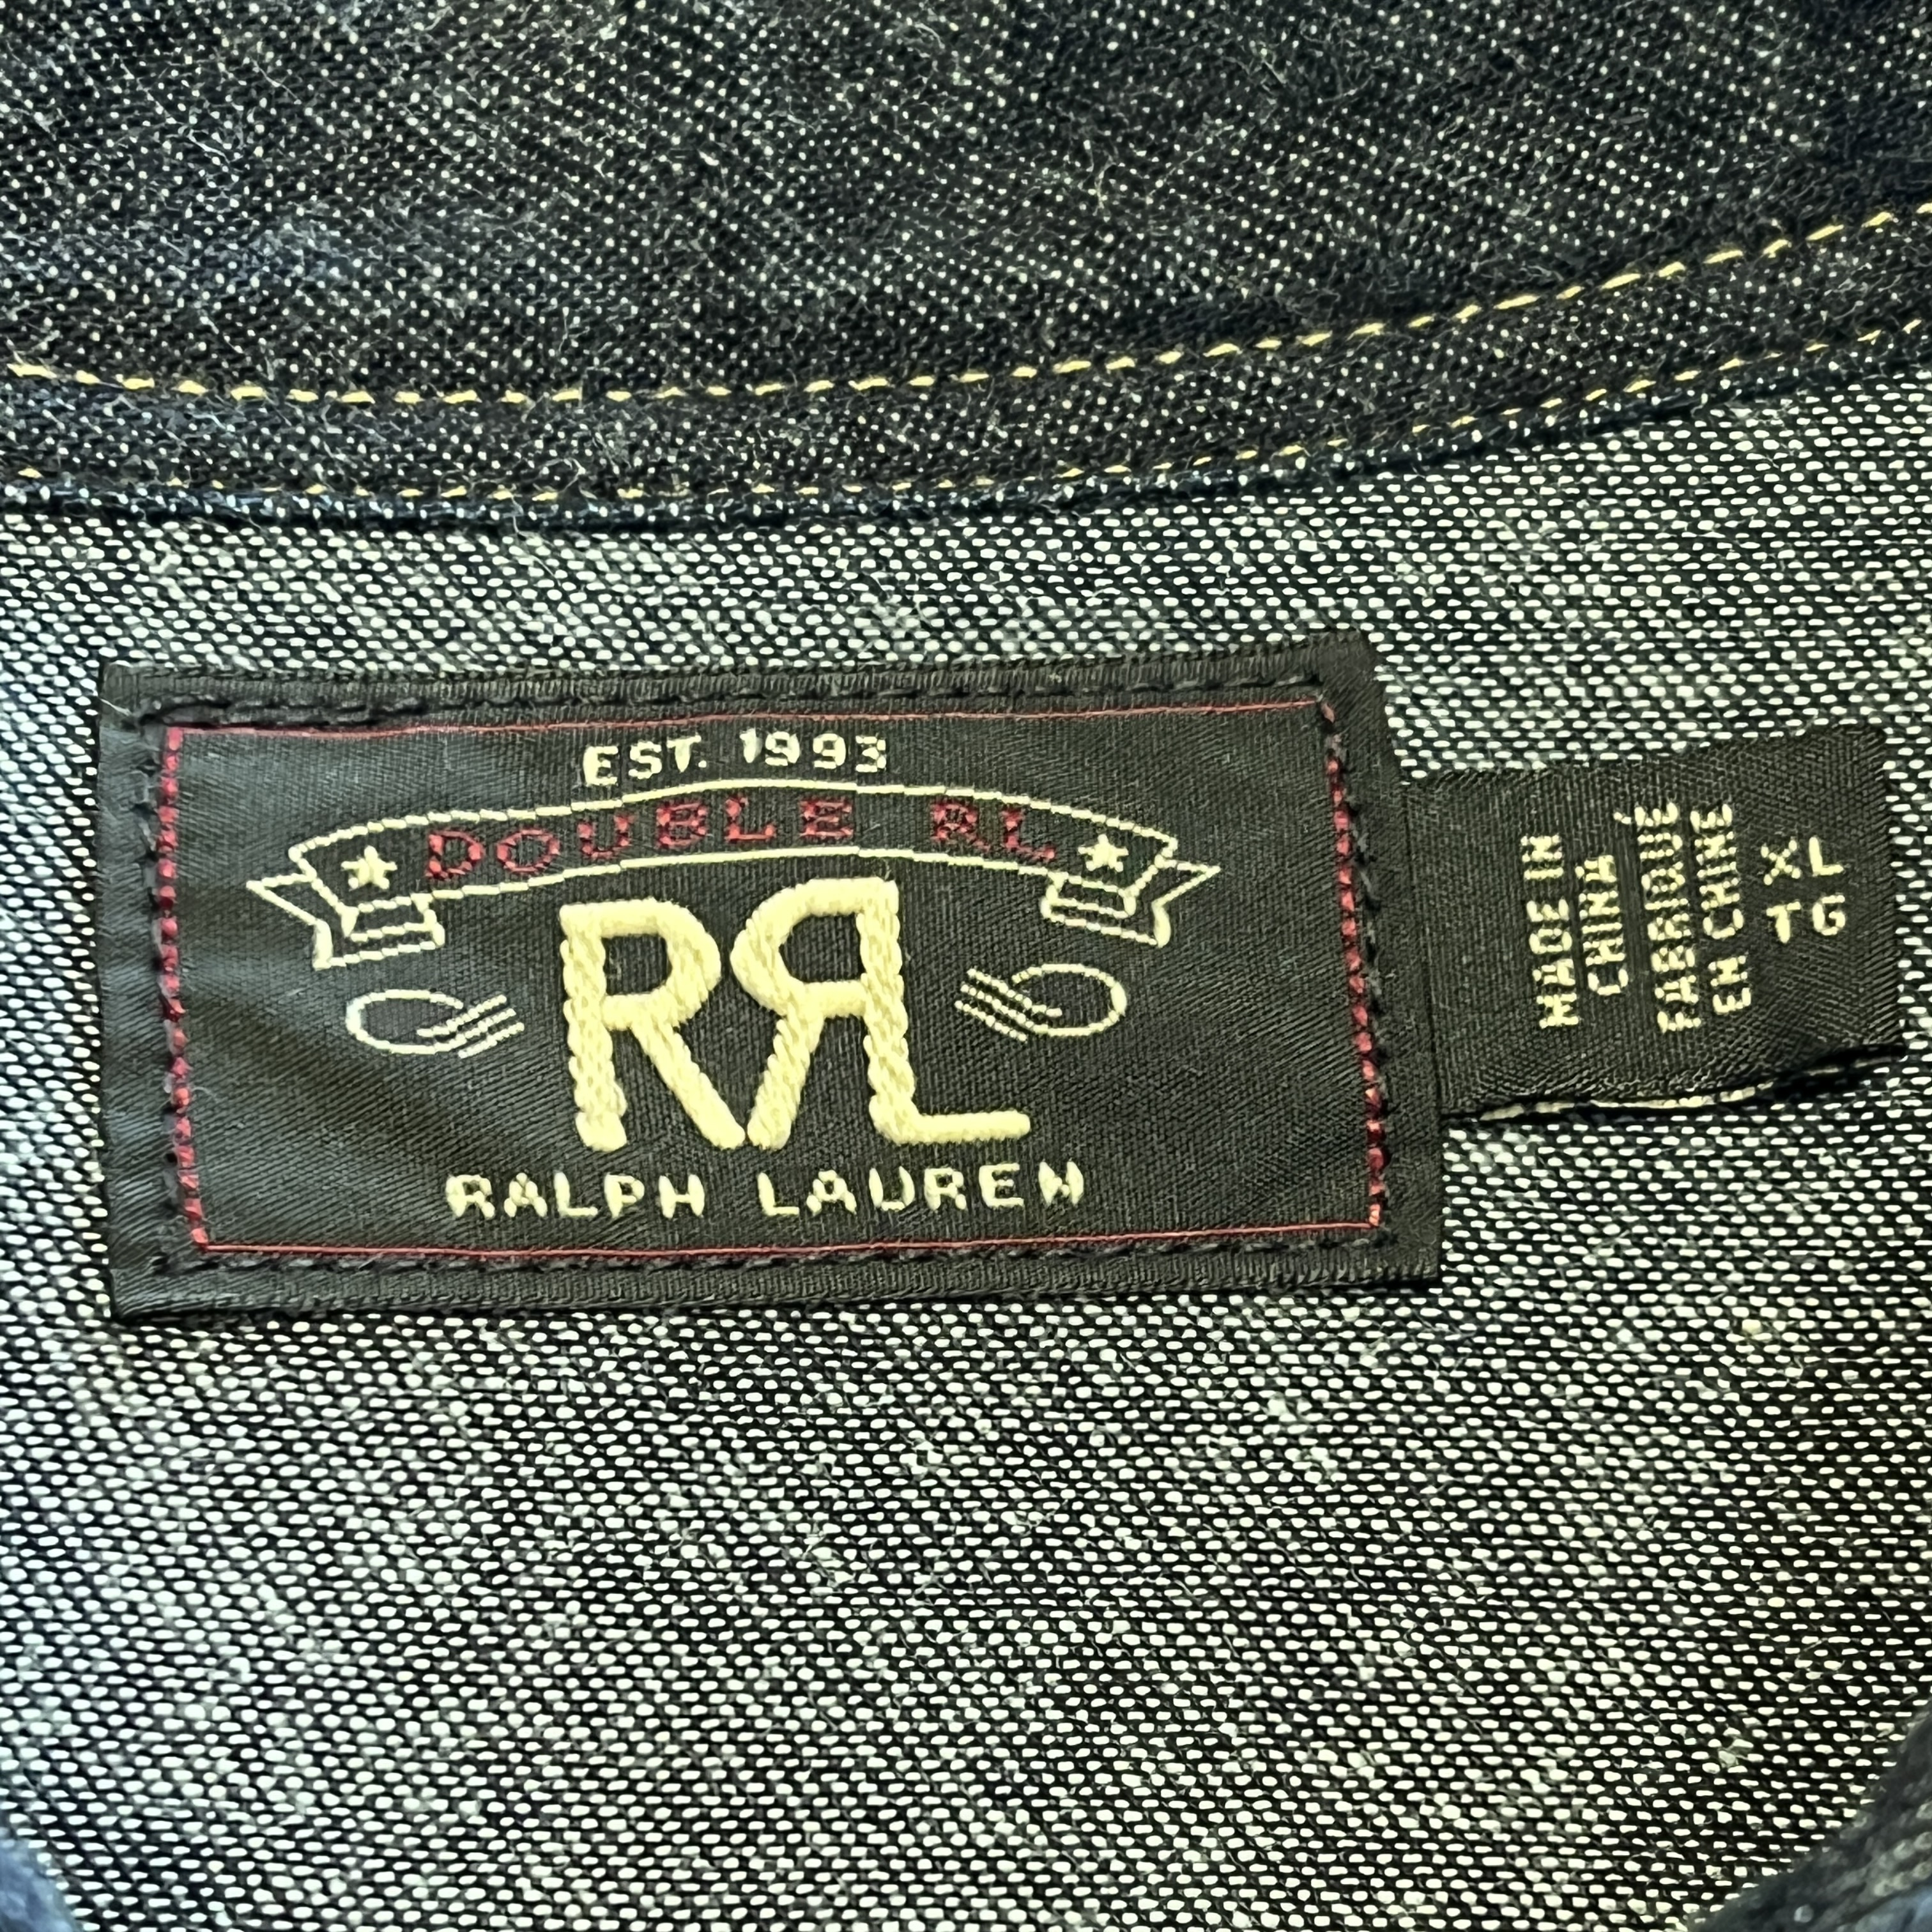 EST. 1993
DOUBLE RL
RRL
RALPH LAUREN
MADE IN
CHINA
FABRIQUÉ
EN CHINE
XL
TG